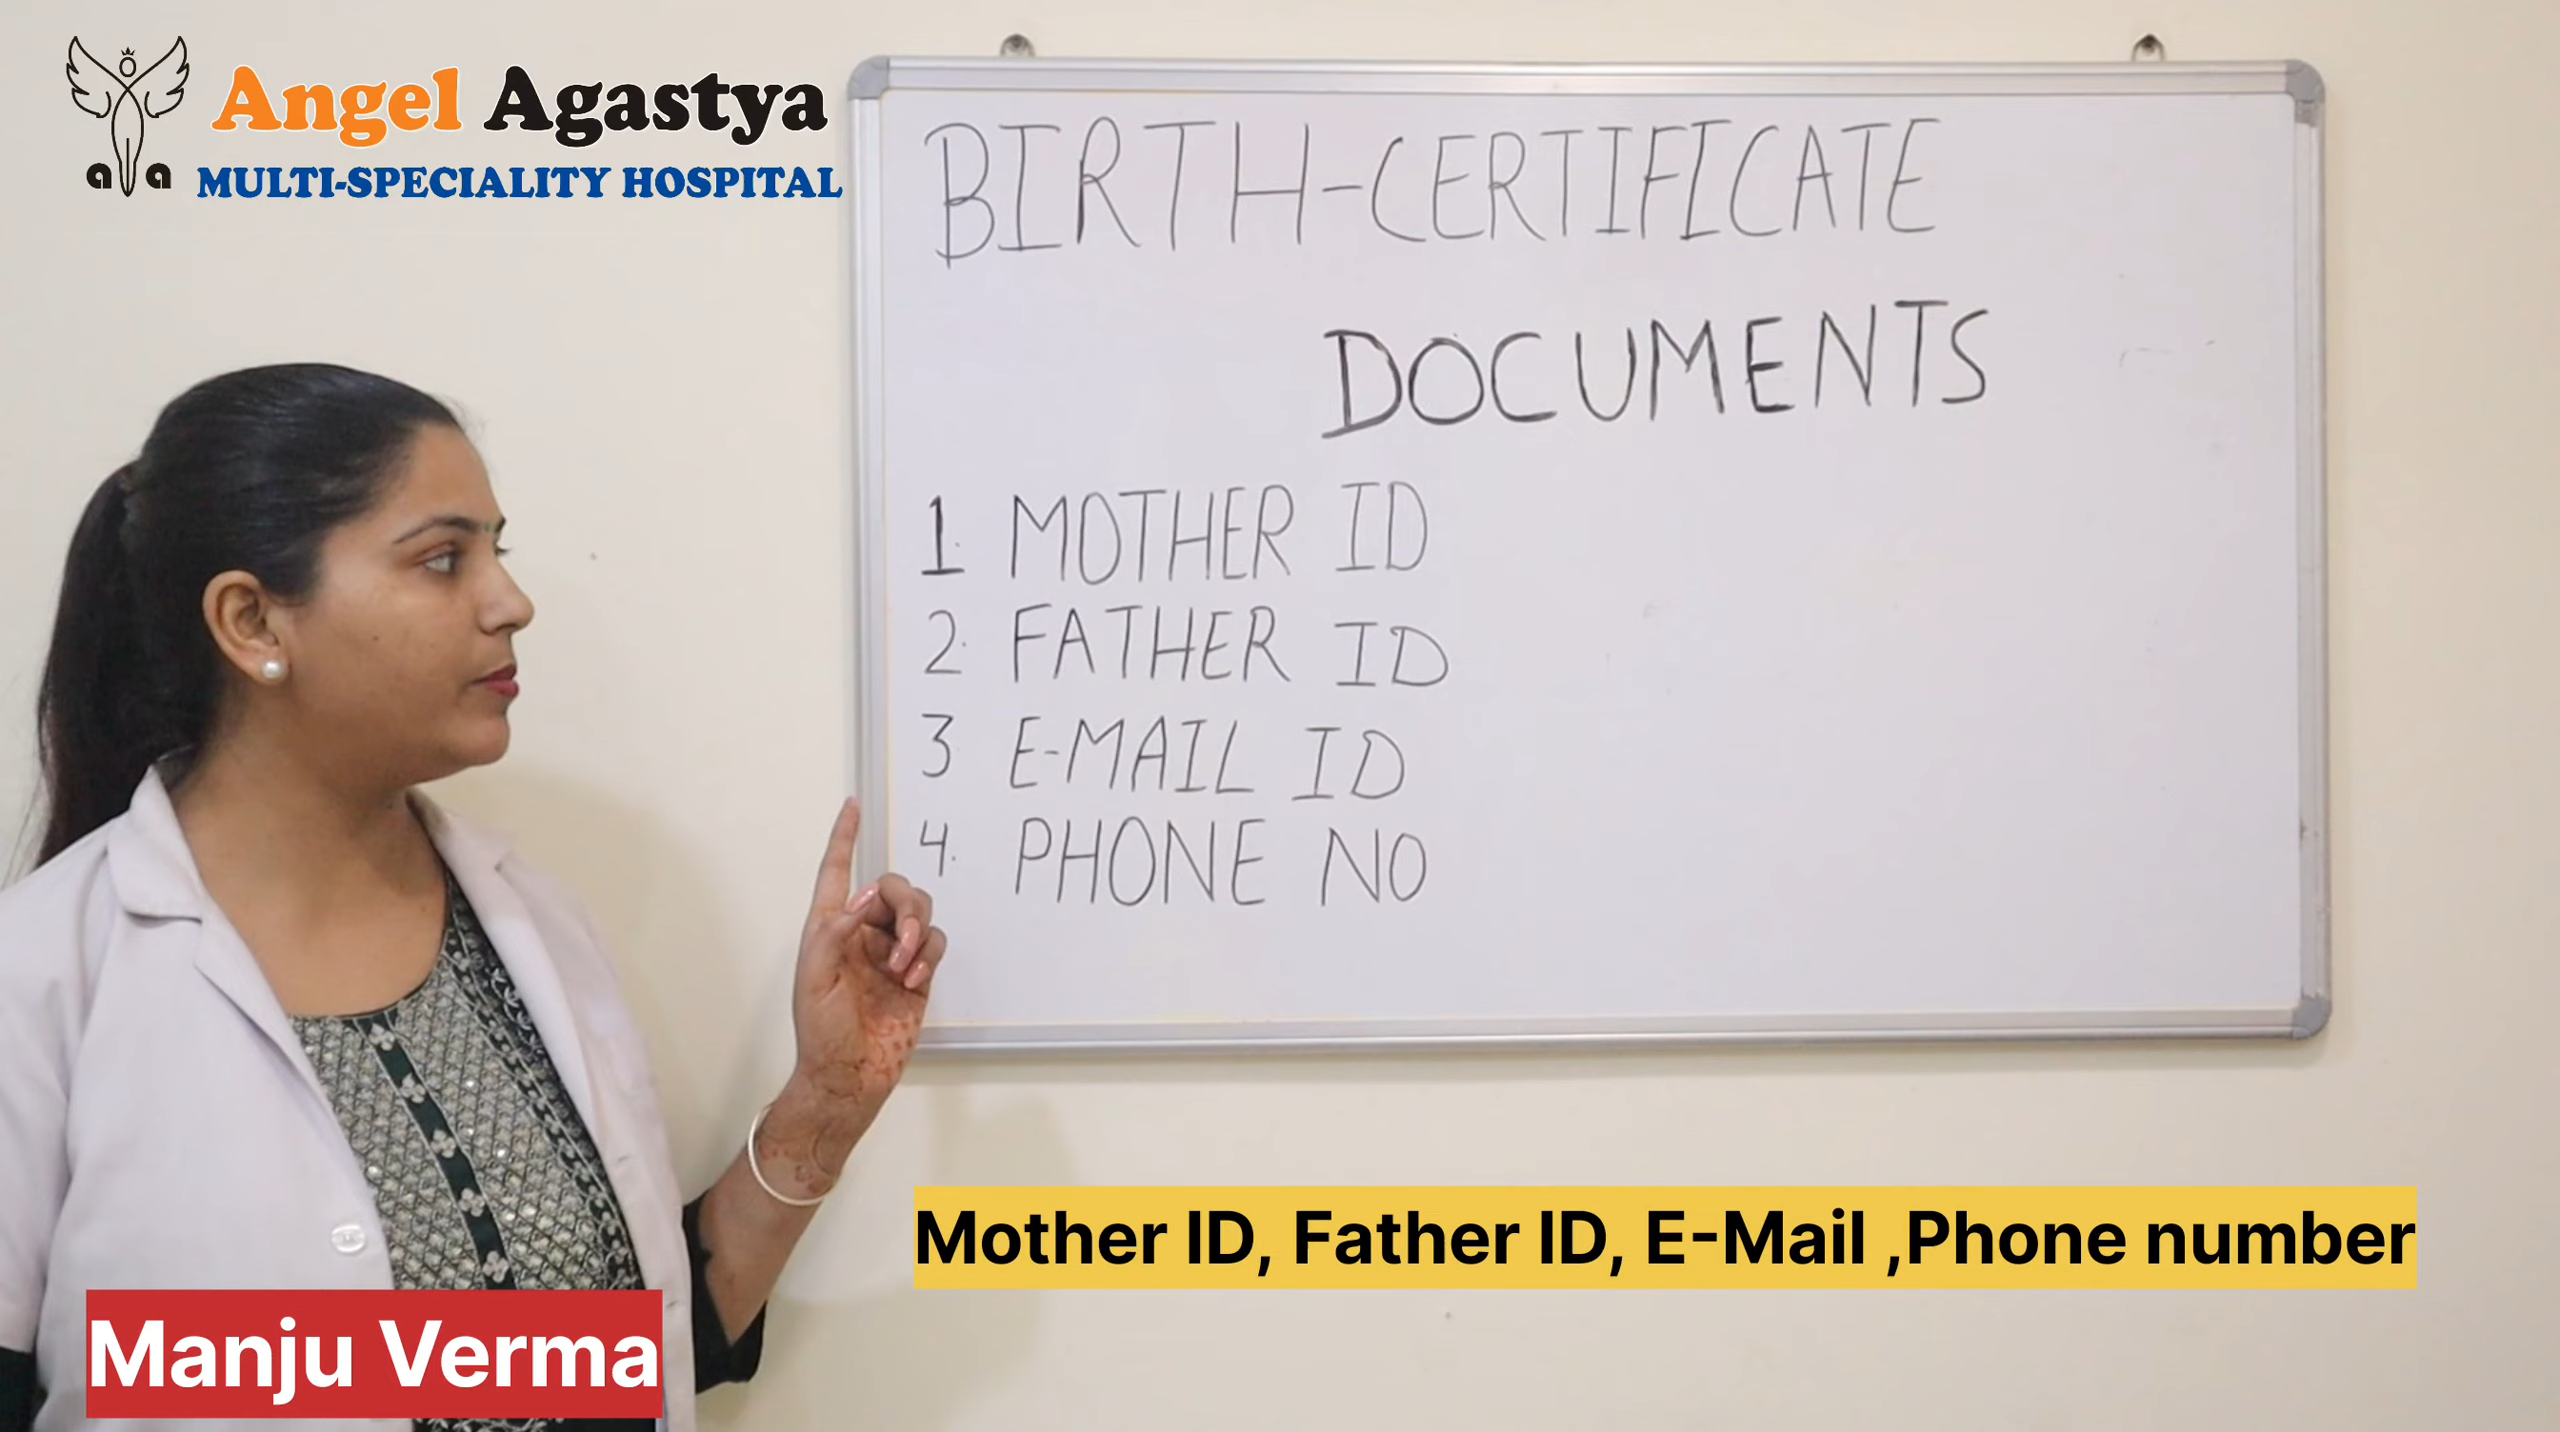 Angel Agastya
MULTI-SPECIALITY HOSPITAL
aa
BIRTH-CERTIFICATE
DOCUMENTS
1. MOTHER ID
2. FATHER ID
3 E-MAIL ID
4. PHONE NO
Mother ID, Father ID, E-Mail ,Phone number
Manju Verma